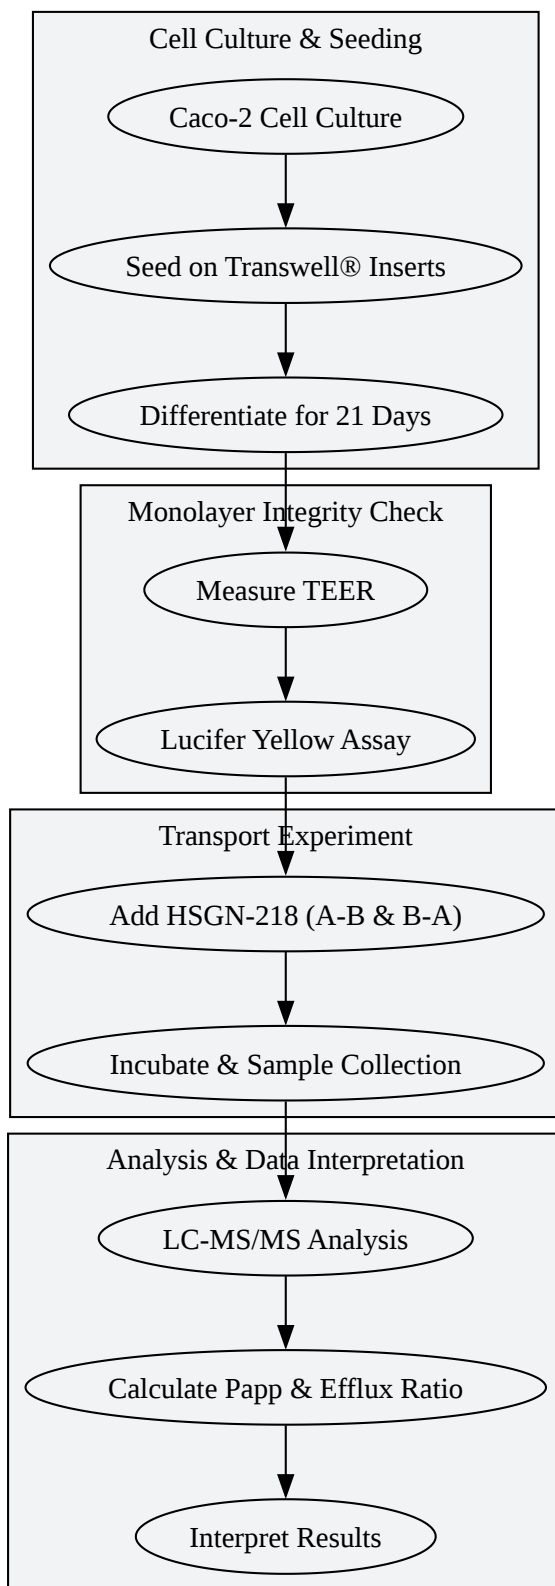 Cell Culture & Seeding
Caco-2 Cell Culture
Seed on Transwell® Inserts
Differentiate for 21 Days
Monolayer Integrity Check
Measure TEER
Lucifer Yellow Assay
Transport Experiment
Add HSGN-218 (A-B & B-A)
Incubate & Sample Collection
Analysis & Data Interpretation
LC-MS/MS Analysis
Calculate Papp & Efflux Ratio
Interpret Results